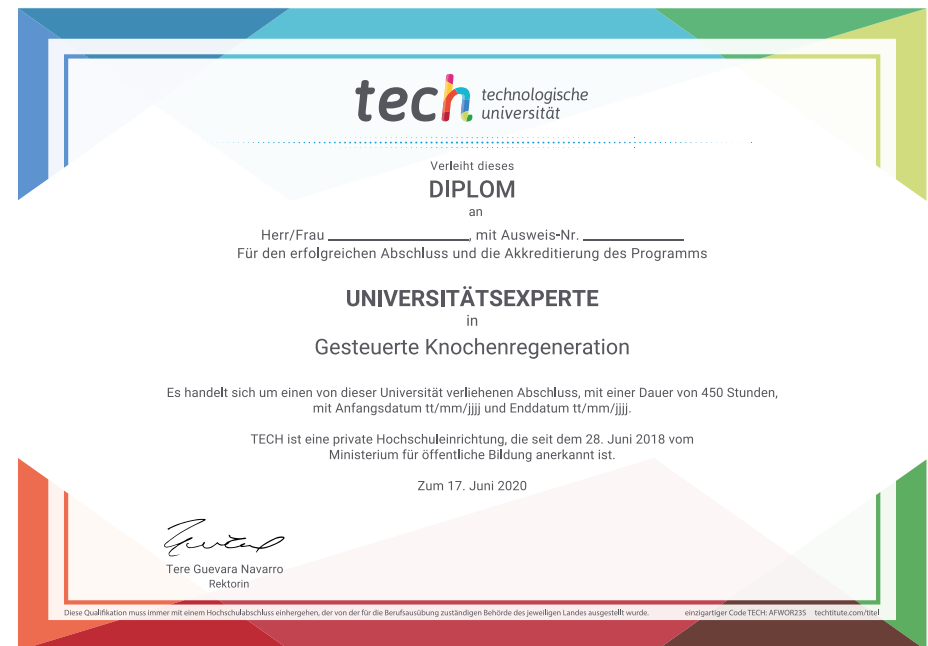 tech technologische
universität
Verleiht dieses
DIPLOM
an
Herr/Frau ____________________, mit Ausweis-Nr. ______________
Für den erfolgreichen Abschluss und die Akkreditierung des Programms
UNIVERSITÄTSEXPERTE
in
Gesteuerte Knochenregeneration
Es handelt sich um einen von dieser Universität verliehenen Abschluss, mit einer Dauer von 450 Stunden,
mit Anfangsdatum tt/mm/jjjj und Enddatum tt/mm/jjjj.
TECH ist eine private Hochschuleinrichtung, die seit dem 28. Juni 2018 vom
Ministerium für öffentliche Bildung anerkannt ist.
Zum 17. Juni 2020
Tere Guevara Navarro
Rektorin
Diese Qualifikation muss immer mit einem Hochschulabschluss einhergehen, der von der für die Berufsausübung zuständigen Behörde des jeweiligen Landes ausgestellt wurde. einzigartiger Code TECH: AFWOR23S techtitute.com/titel